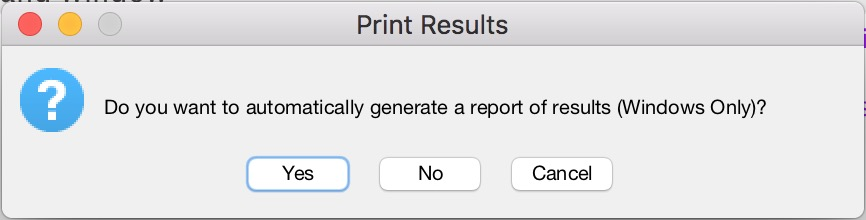 Print Results
Do you want to automatically generate a report of results (Windows Only)?
Yes
No
Cancel